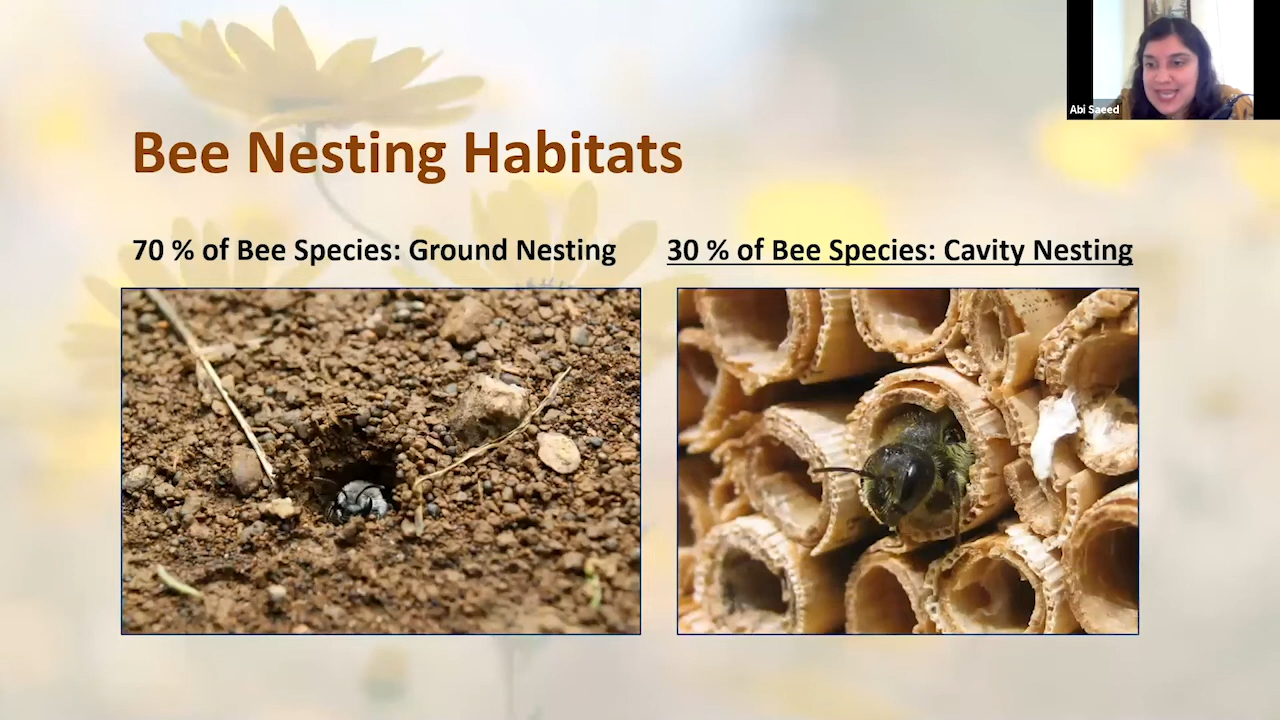 Abi Saeed
Bee Nesting Habitats
70 % of Bee Species: Ground Nesting
30 % of Bee Species: Cavity Nesting